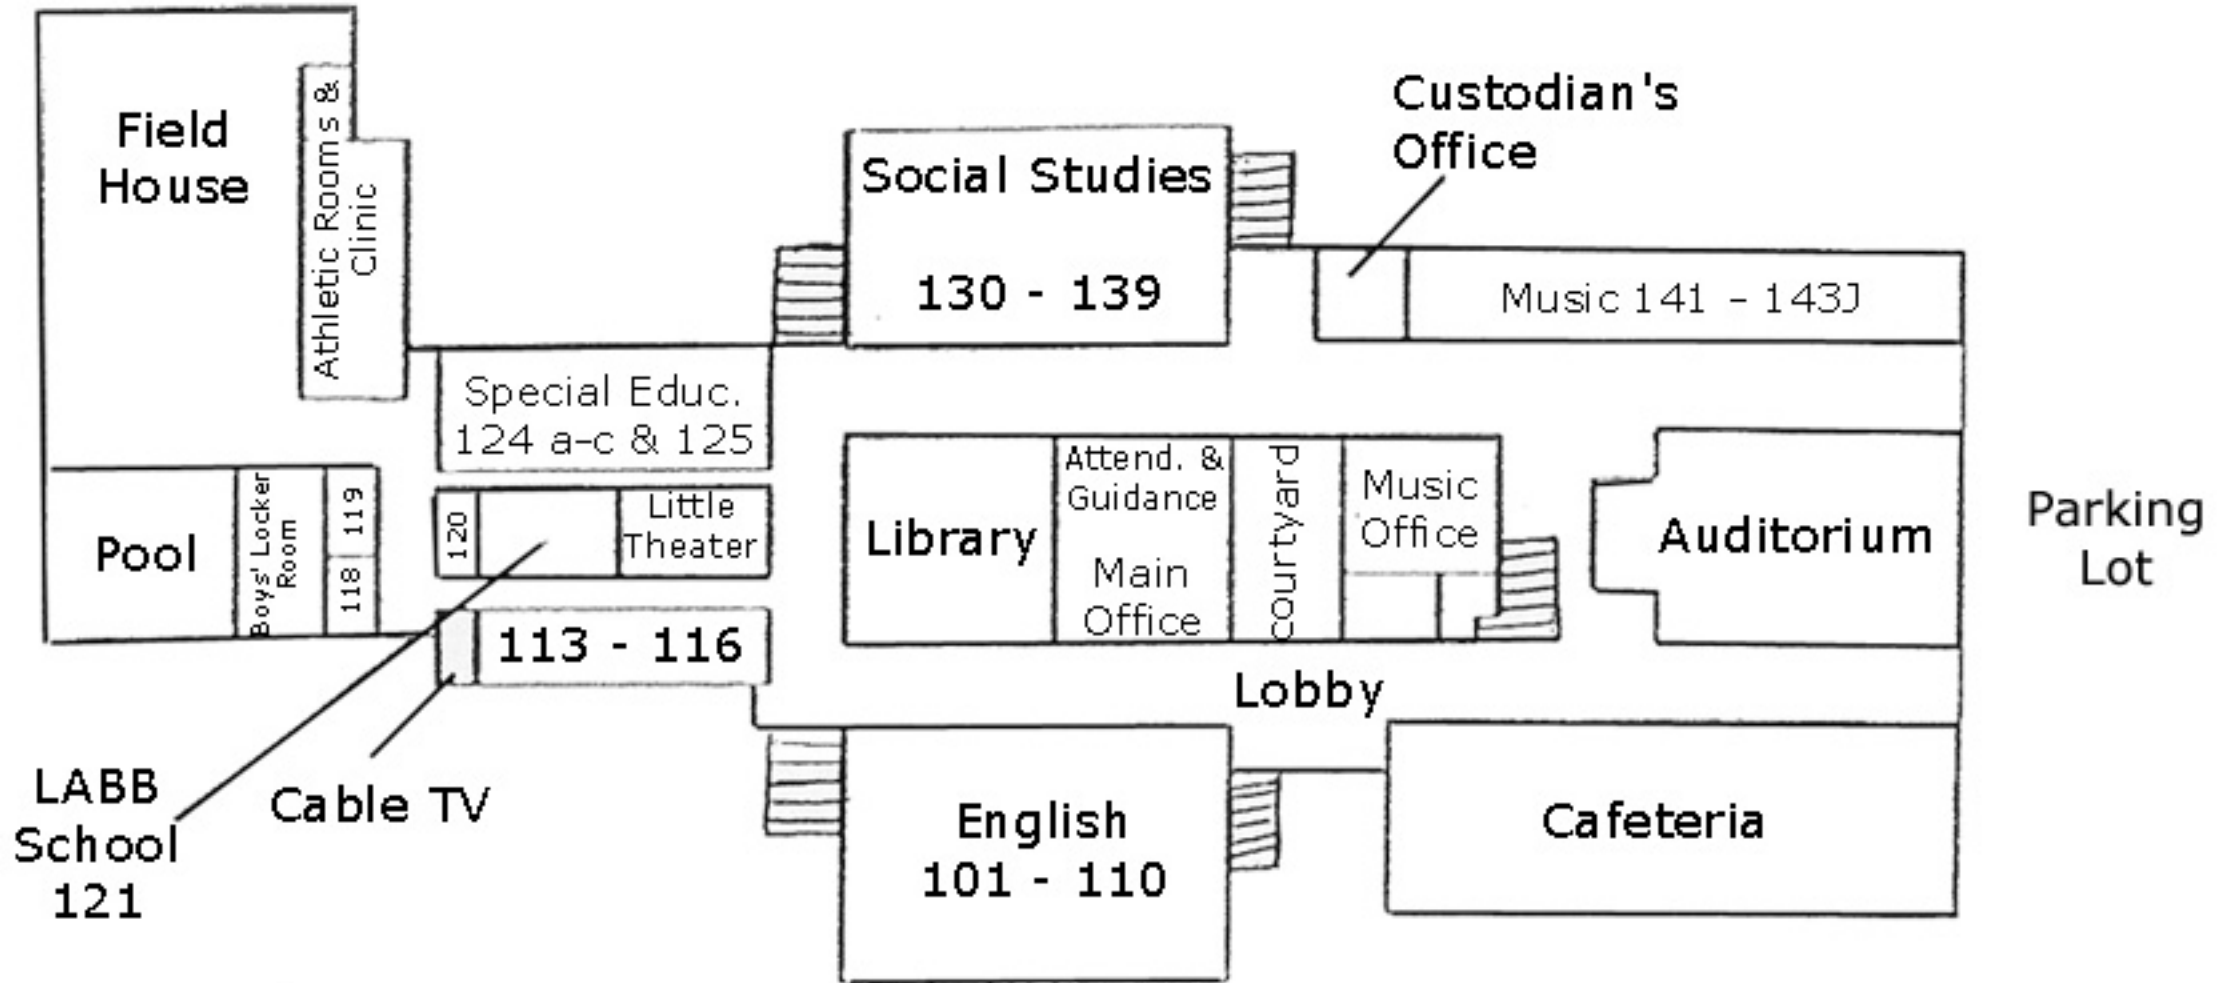 Field
House
Athletic Rooms &
Clinic
Social Studies
130 - 139
Custodian's
Office
Music 141 - 143J
Special Educ.
124 a-c & 125
Pool
Boys' Locker
Room
119
118
120
Little
Theater
Library
Attend. &
Guidance
Main
Office
courtyard
Music
Office
Auditorium
Parking
Lot
113 - 116
Lobby
LABB
School
121
Cable TV
English
101 - 110
Cafeteria